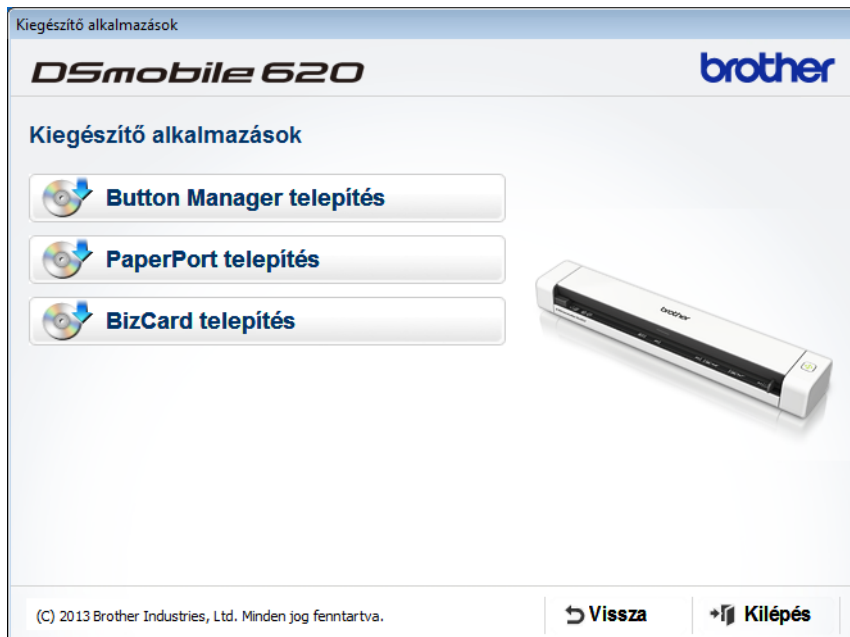 Kiegészítő alkalmazások
DSmobile 620
brother
Kiegészítő alkalmazások
Button Manager telepítés
PaperPort telepítés
BizCard telepítés
brother
(C) 2013 Brother Industries, Ltd. Minden jog fenntartva.
Vissza
Kilépés